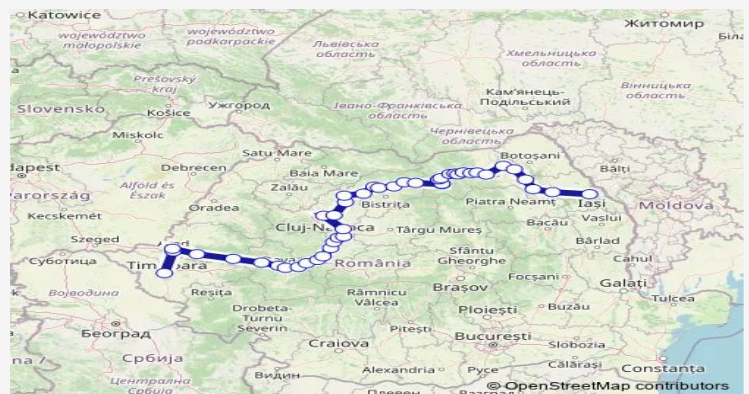 Katowice
Житомир
województwo
małopolskie
województwo
podkarpackie
Львівська
область
Хмельницька
область
Prešovský
kraj
Кам'янець-
Подільський
Вінницька
область
Slovensko
Košice
Ужгород
Івано-Франківська
область
Чернівецька
область
Miskolc
Satu Mare
Botoșani
Bălți
Debrecen
Baia Mare
Alföld és
Észak
Zalău
Iași
Oradea
Bistrița
Piatra Neamț
Moldova
Kecskemét
Vaslui
Bacău
Târgu Mureș
Szeged
Bârlad
Суботица
România
Sfântu
Gheorghe
Cahul
Focșani
Galați
Војводина
Reșița
Râmnicu
Vâlcea
Brașov
Tulcea
Drobeta-
Turnu
Severin
Ploiești
Buzău
Београд
Pitești
București
Craiova
Slobozia
Србија
Călărași
Constanța
Видин
Alexandria
Русе
© OpenStreetMap contributors